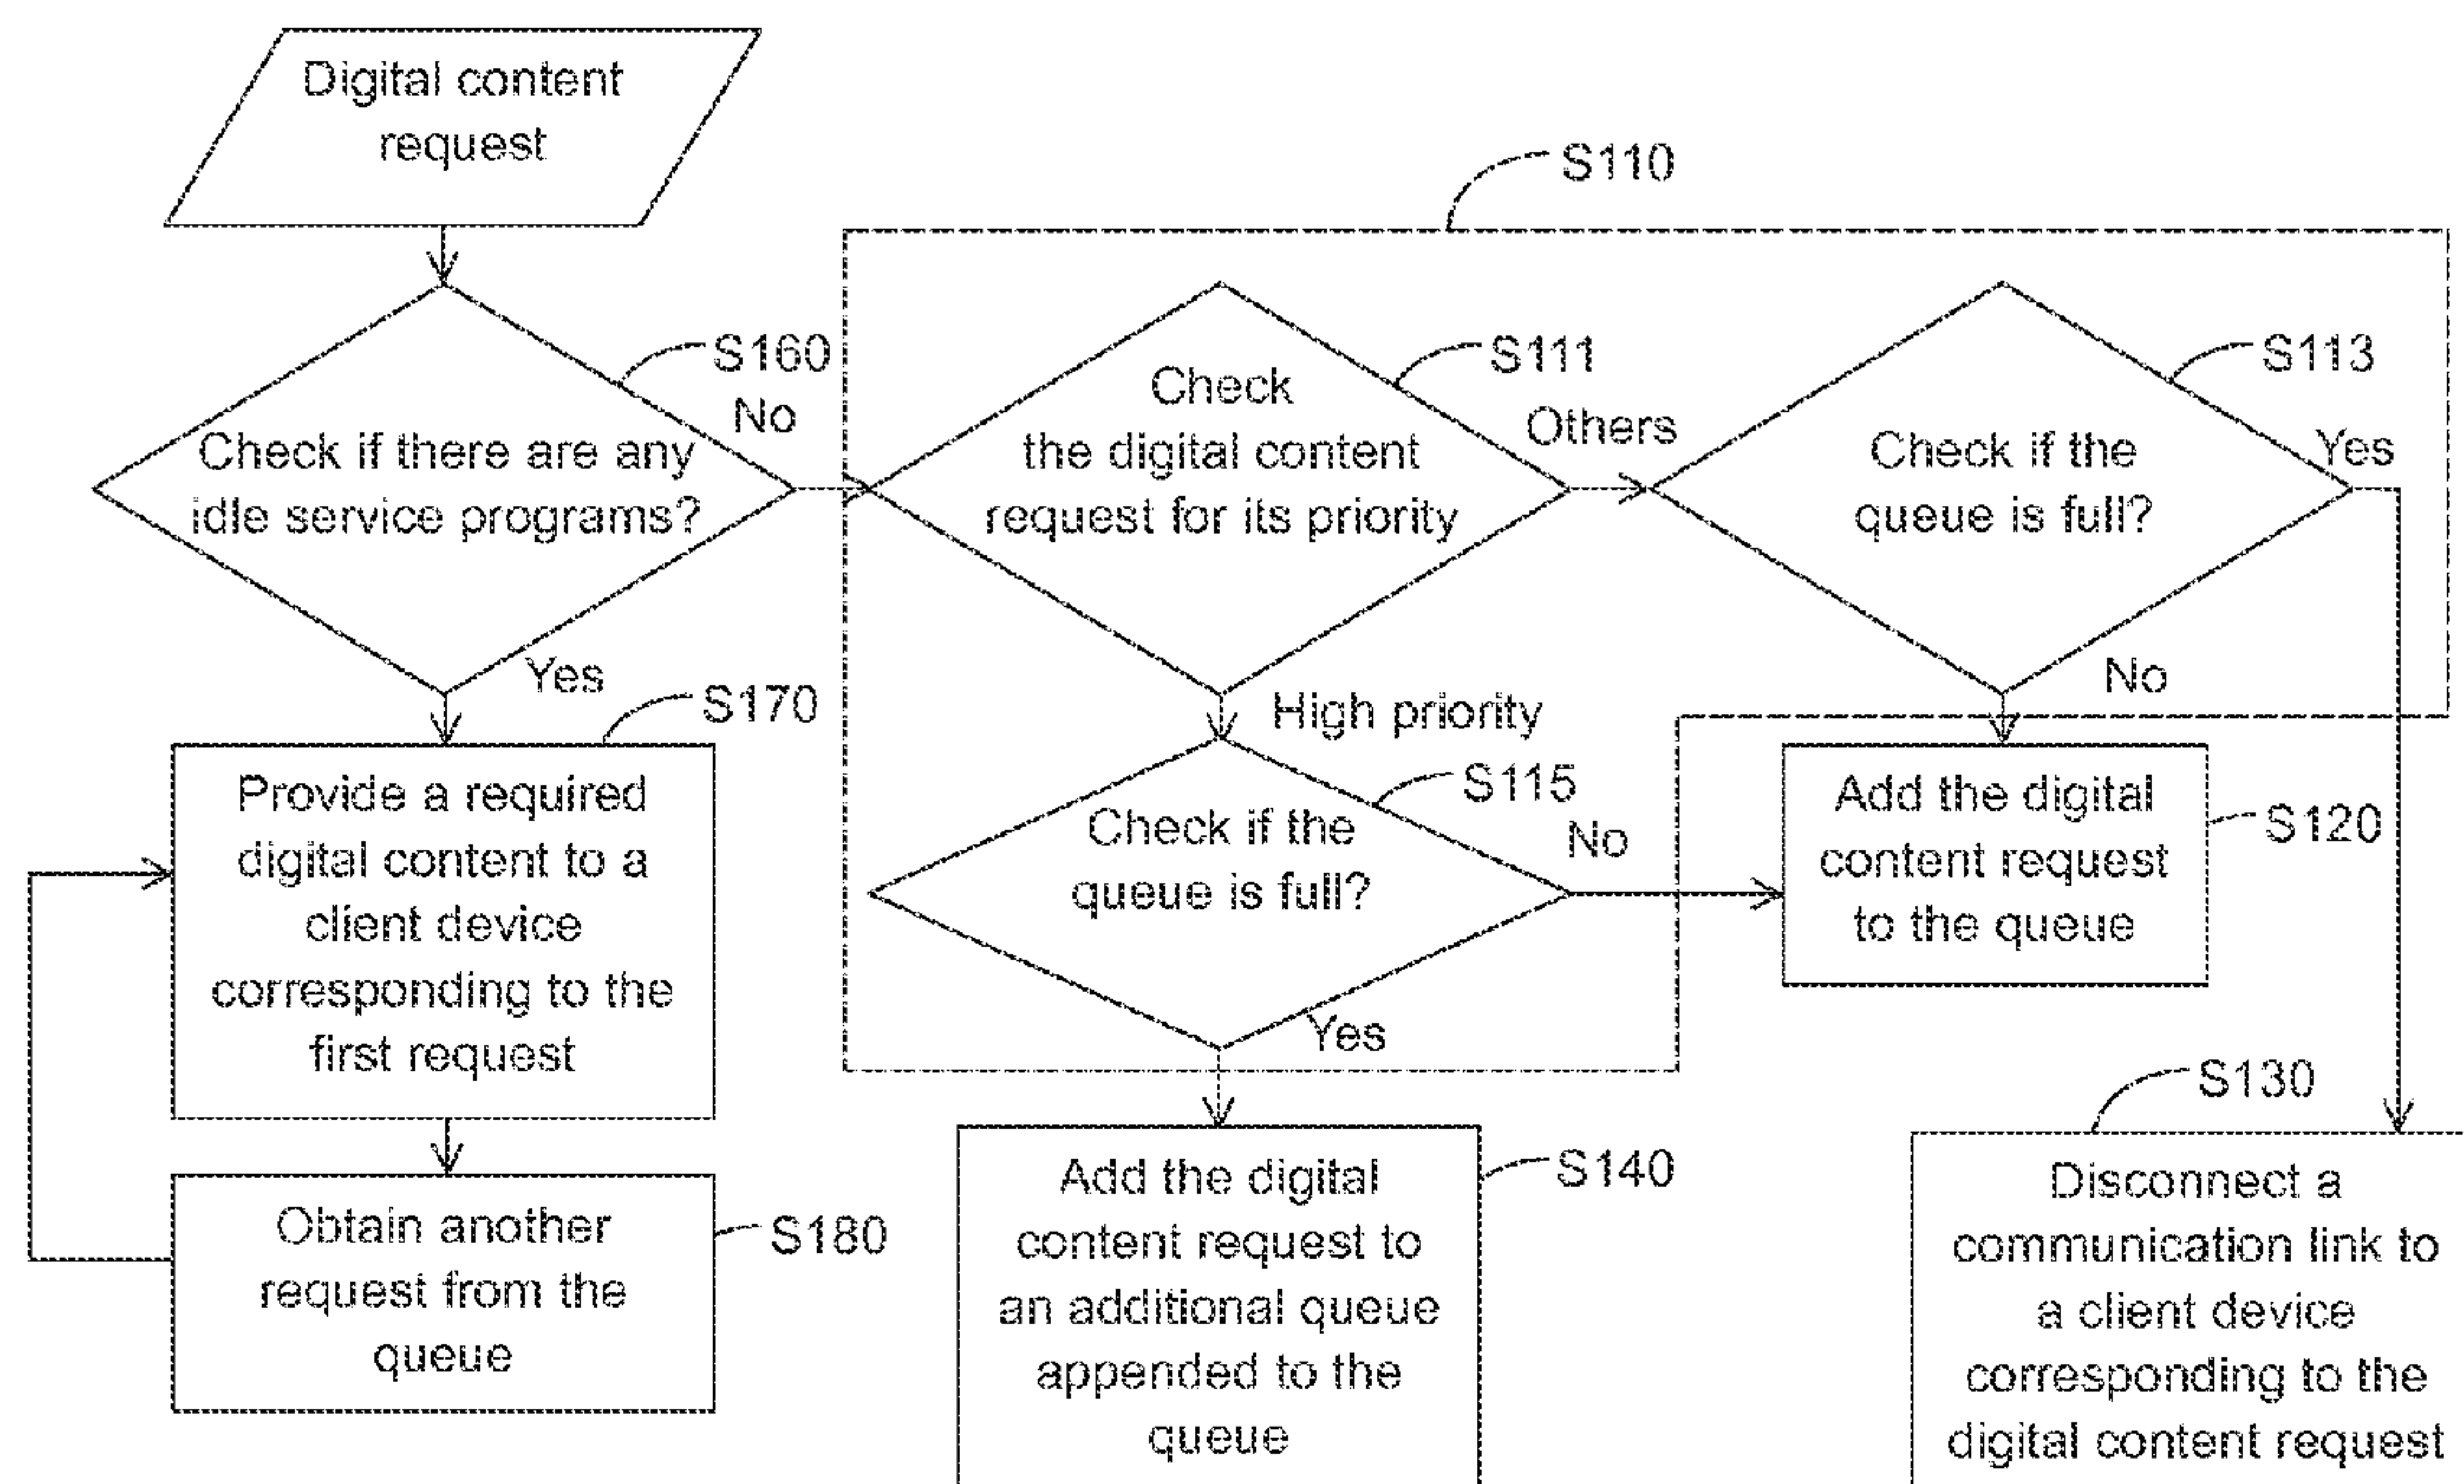 Digital content
request
S110
S160
No
Check if there are any
idle service programs?
Yes
S111
Check
the digital content
request for its priority
Others
High priority
S113
Check if the
queue is full?
Yes
No
S170
Provide a required
digital content to a
client device
corresponding to the
first request
S115
Check if the
queue is full?
No
Yes
Add the digital
content request
to the queue
S120
S180
Obtain another
request from the
queue
S140
Add the digital
content request to
an additional queue
appended to the
queue
S130
Disconnect a
communication link to
a client device
corresponding to the
digital content request